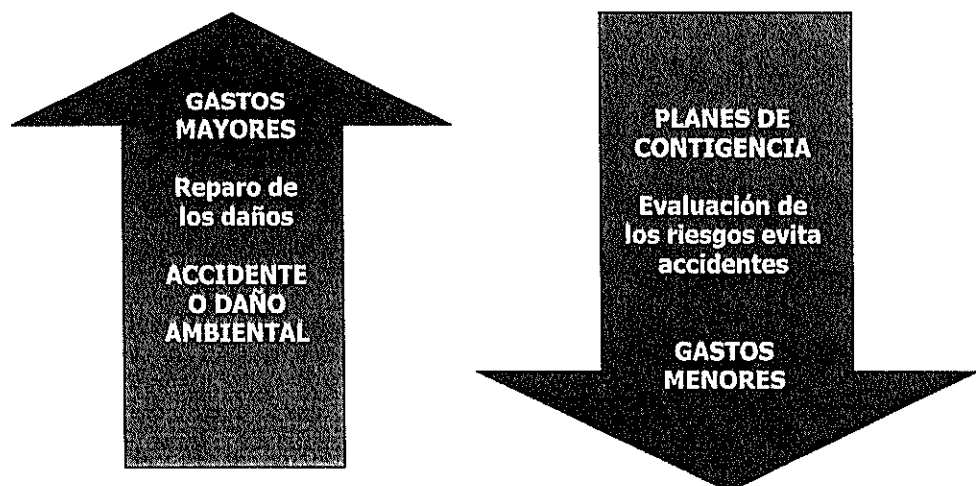 GASTOS
MAYORES
Reparo de
los daños
ACCIDENTE
O DAÑO
AMBIENTAL
PLANES DE
CONTIGENCIA
Evaluación de
los riesgos evita
accidentes
GASTOS
MENORES